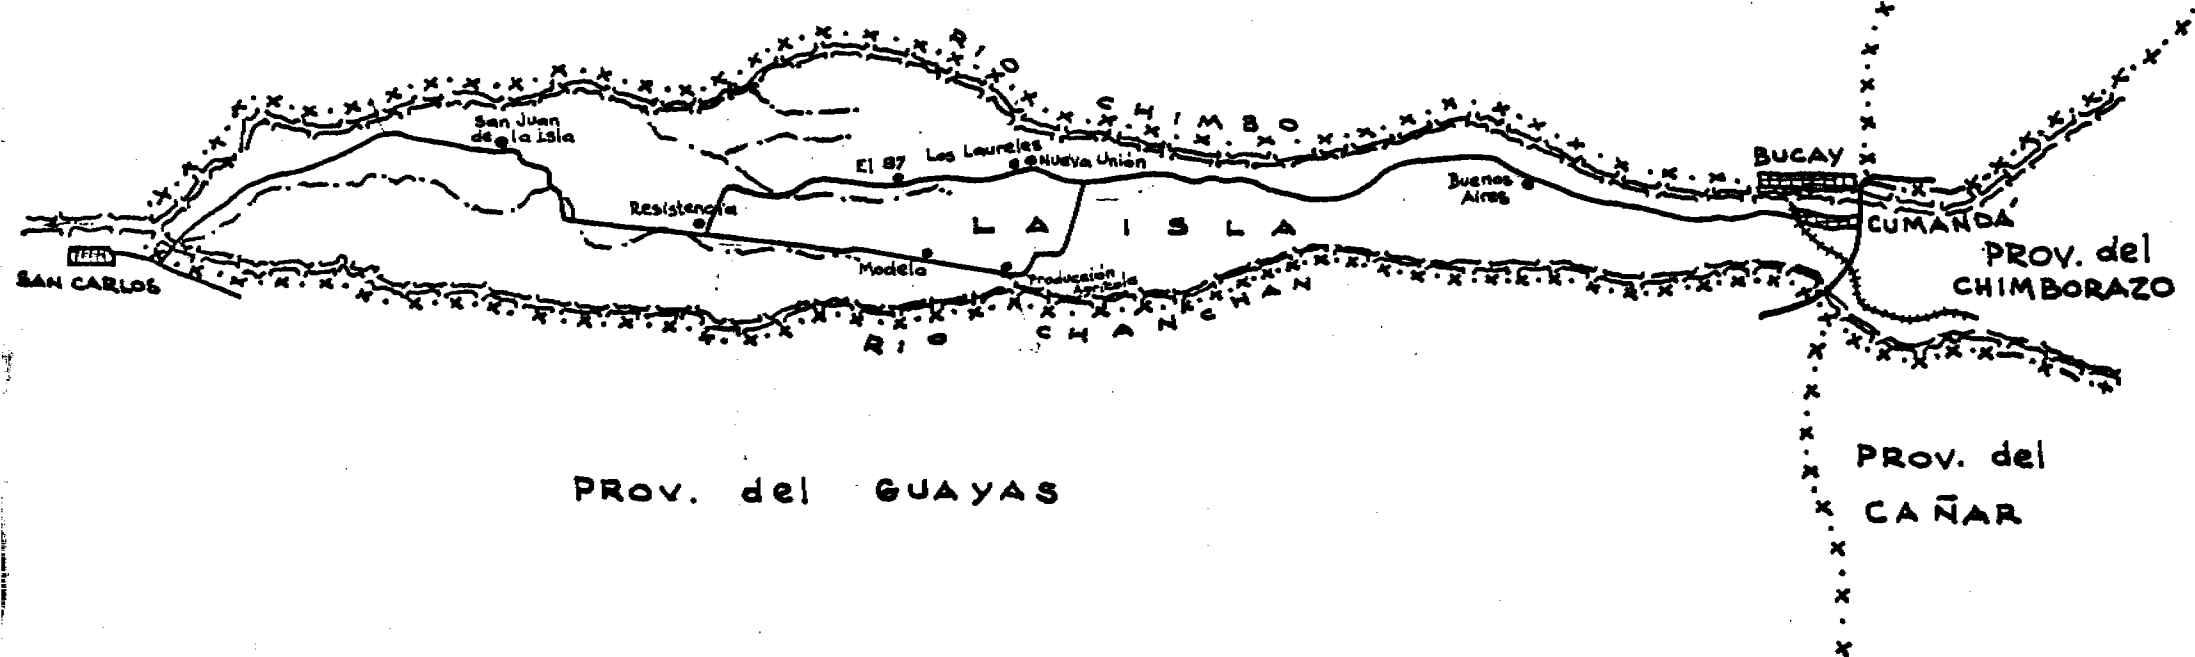 RIO CHIMBO
San Juan
de la isla
El 87
Los Laureles
Nueva Unión
BUCAY
Buenos
Aires
Resistencia
LA ISLA
CUMANDÁ
PROV. del
CHIMBORAZO
SAN CARLOS
Modelo
Producción
Agrícola
RIO CHANCHAN
PROV. del GUAYAS
PROV. del
CAÑAR